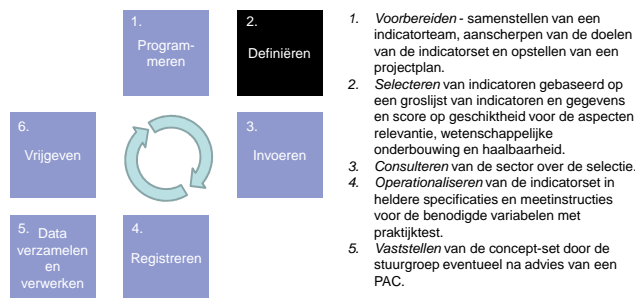 1.
Program-
meren
2.
Definiëren
6.
Vrijgeven
3.
Invoeren
5. Data
verzamelen
en
verwerken
4.
Registreren
1. Voorbereiden - samenstellen van een
indicatorteam, aanscherpen van de doelen
van de indicatorset en opstellen van een
projectplan.
2. Selecteren van indicatoren gebaseerd op
een groslijst van indicatoren en gegevens
en score op geschiktheid voor de aspecten
relevantie, wetenschappelijke
onderbouwing en haalbaarheid.
3. Consulteren van de sector over de selectie.
4. Operationaliseren van de indicatorset in
heldere specificaties en meetinstructies
voor de benodigde variabelen met
praktijktest.
5. Vaststellen van de concept-set door de
stuurgroep eventueel na advies van een
PAC.